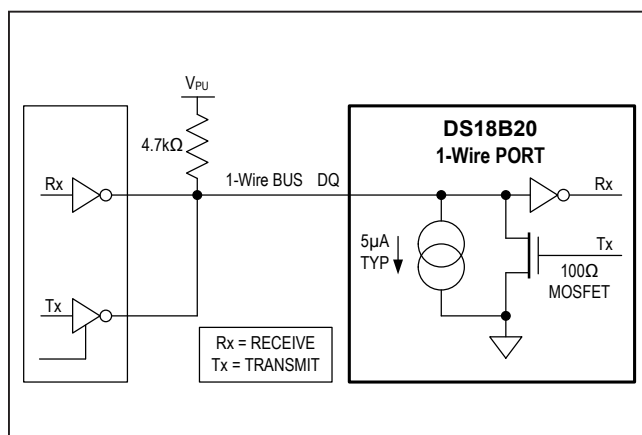 VPU
4.7kΩ
Rx
1-Wire BUS DQ
Tx
Rx = RECEIVE
Tx = TRANSMIT
DS18B20
1-Wire PORT
Rx
5µA
TYP
Tx
100Ω
MOSFET